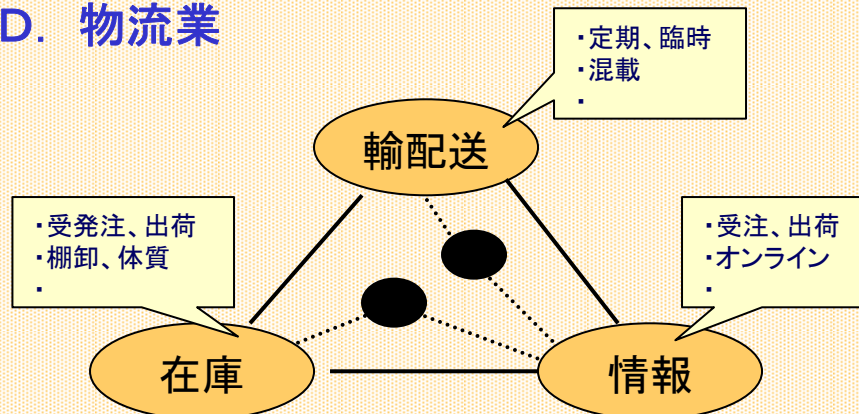 D. 物流業
・定期、臨時
・混載
・
輸配送
・受発注、出荷
・棚卸、体質
・
・受注、出荷
・オンライン
・
在庫
情報